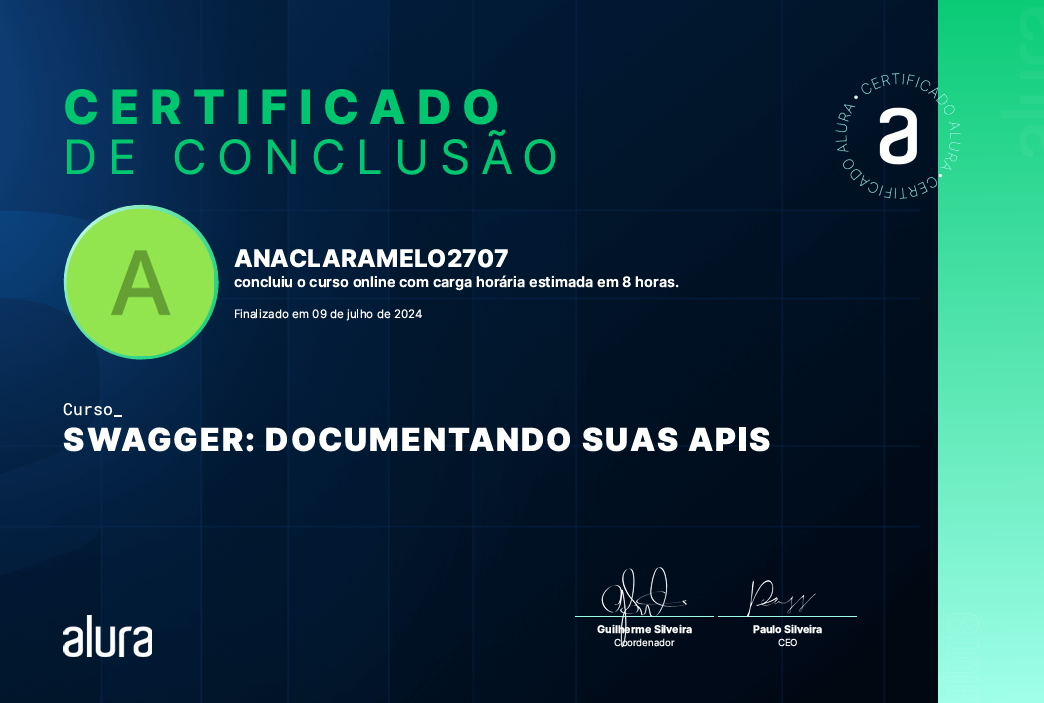 CERTIFICADO
DE CONCLUSÃO
CERTIFICADO ALURA • CERTIFICADO ALURA •
a
A
ANACLARAMELO2707
concluiu o curso online com carga horária estimada em 8 horas.
Finalizado em 09 de julho de 2024
Curso_
SWAGGER: DOCUMENTANDO SUAS APIS
alura
Guilherme Silveira
Coordenador
Paulo Silveira
CEO